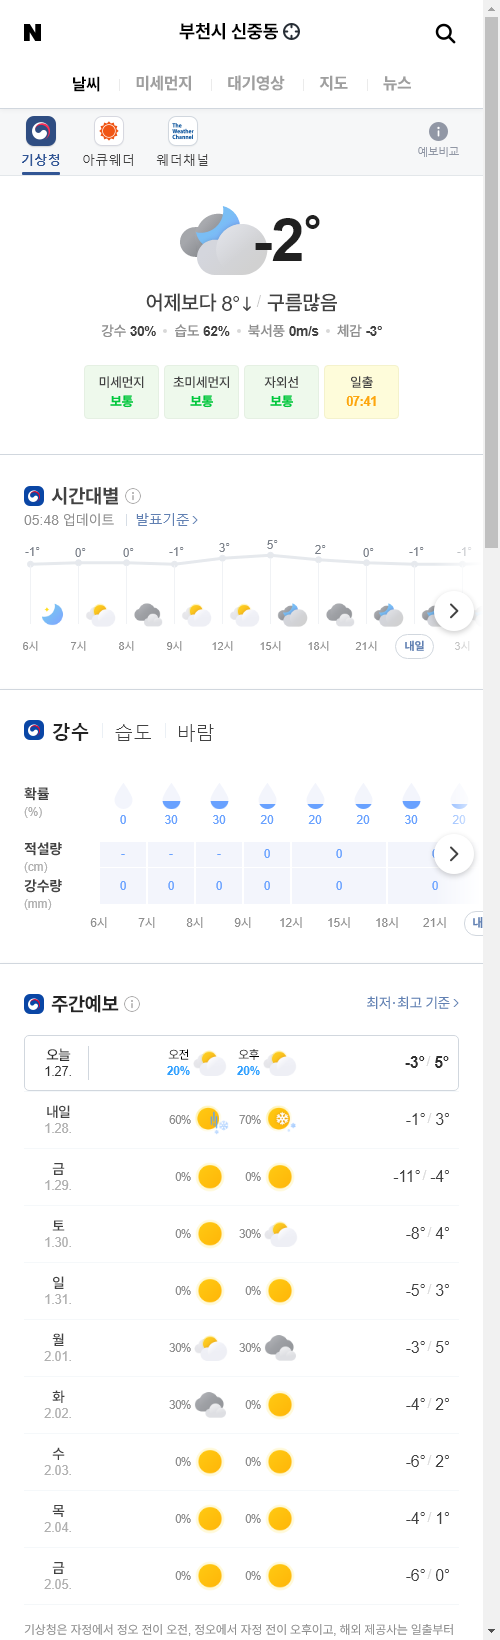 N
부천시 신중동
날씨 미세먼지 대기영상 지도 뉴스
The Weather Channel
기상청 아큐웨더 웨더채널 예보비교
-2°
어제보다 8°↓ / 구름많음
강수 30% • 습도 62% • 북서풍 0m/s • 체감 -3°
미세먼지 초미세먼지 자외선 일출
보통 보통 보통 07:41
시간대별
05:48 업데이트 발표기준
-1° 0° 0° -1° 3° 5° 2° 0° -1° -1°
6시 7시 8시 9시 12시 15시 18시 21시 내일 3시
강수 습도 바람
확률
(%)
0 30 30 20 20 20 30 20
적설량
(cm)
- - - 0 0
강수량
(mm)
0 0 0 0 0 0
6시 7시 8시 9시 12시 15시 18시 21시
주간예보
최저·최고 기준
오늘 1.27. 오전 20% 오후 20% -3° / 5°
내일 1.28. 60% 70% -1° / 3°
금 1.29. 0% 0% -11° / -4°
토 1.30. 0% 30% -8° / 4°
일 1.31. 0% 0% -5° / 3°
월 2.01. 30% 30% -3° / 5°
화 2.02. 30% 0% -4° / 2°
수 2.03. 0% 0% -6° / 2°
목 2.04. 0% 0% -4° / 1°
금 2.05. 0% 0% -6° / 0°
기상청은 자정에서 정오 전이 오전, 정오에서 자정 전이 오후이고, 해외 제공사는 일출부터